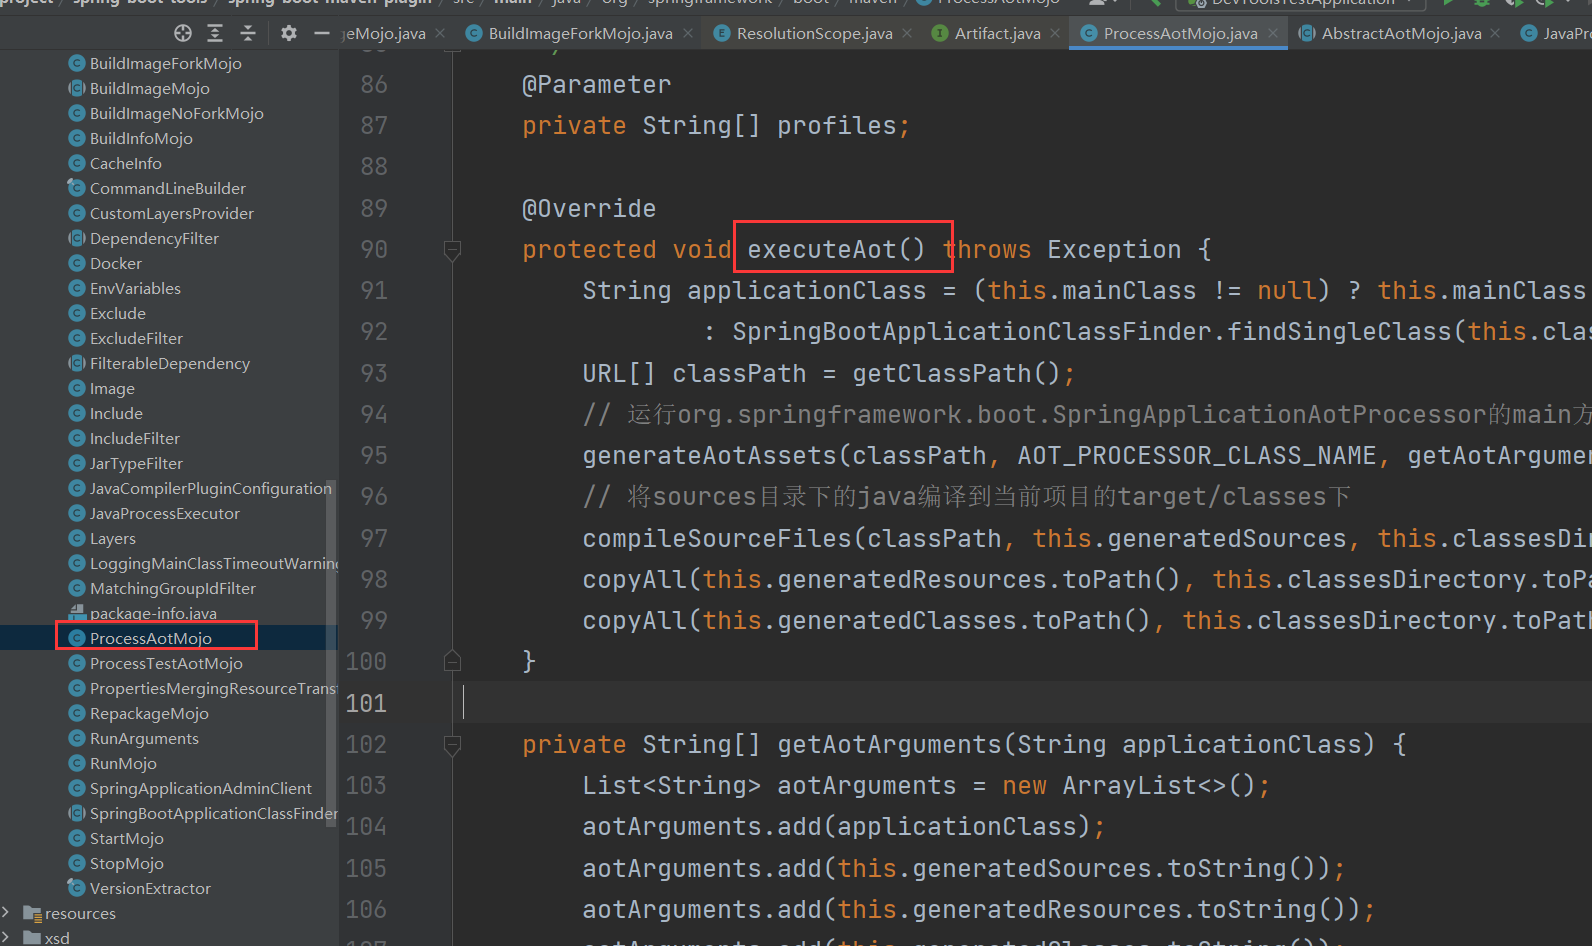 project / spring-boot-tools / spring-boot-maven-plugin / src / main / java / org / springframework / boot / maven / ProcessAotMojo
DevToolsTestApplication
geMojo.java
BuildImageForkMojo.java
ResolutionScope.java
Artifact.java
ProcessAotMojo.java
AbstractAotMojo.java
JavaPro
BuildImageForkMojo
BuildImageMojo
BuildImageNoForkMojo
BuildInfoMojo
CacheInfo
CommandLineBuilder
CustomLayersProvider
DependencyFilter
Docker
EnvVariables
Exclude
ExcludeFilter
FilterableDependency
Image
Include
IncludeFilter
JarTypeFilter
JavaCompilerPluginConfiguration
JavaProcessExecutor
Layers
LoggingMainClassTimeoutWarning
MatchingGroupIdFilter
package-info.java
ProcessAotMojo
ProcessTestAotMojo
PropertiesMergingResourceTrans
RepackageMojo
RunArguments
RunMojo
SpringApplicationAdminClient
SpringBootApplicationClassFinder
StartMojo
StopMojo
VersionExtractor
resources
xsd
86 @Parameter
87 private String[] profiles;
88
89 @Override
90 protected void executeAot() throws Exception {
91 String applicationClass = (this.mainClass != null) ? this.mainClass
92 : SpringBootApplicationClassFinder.findSingleClass(this.clas
93 URL[] classPath = getClassPath();
94 // 运行org.springframework.boot.SpringApplicationAotProcessor的main方
95 generateAotAssets(classPath, AOT_PROCESSOR_CLASS_NAME, getAotArgumen
96 // 将sources目录下的java编译到当前项目的target/classes下
97 compileSourceFiles(classPath, this.generatedSources, this.classesDir
98 copyAll(this.generatedResources.toPath(), this.classesDirectory.toPa
99 copyAll(this.generatedClasses.toPath(), this.classesDirectory.toPath
100 }
101
102 private String[] getAotArguments(String applicationClass) {
103 List<String> aotArguments = new ArrayList<>();
104 aotArguments.add(applicationClass);
105 aotArguments.add(this.generatedSources.toString());
106 aotArguments.add(this.generatedResources.toString());
107 aotArguments.add(this.generatedClasses.toString());